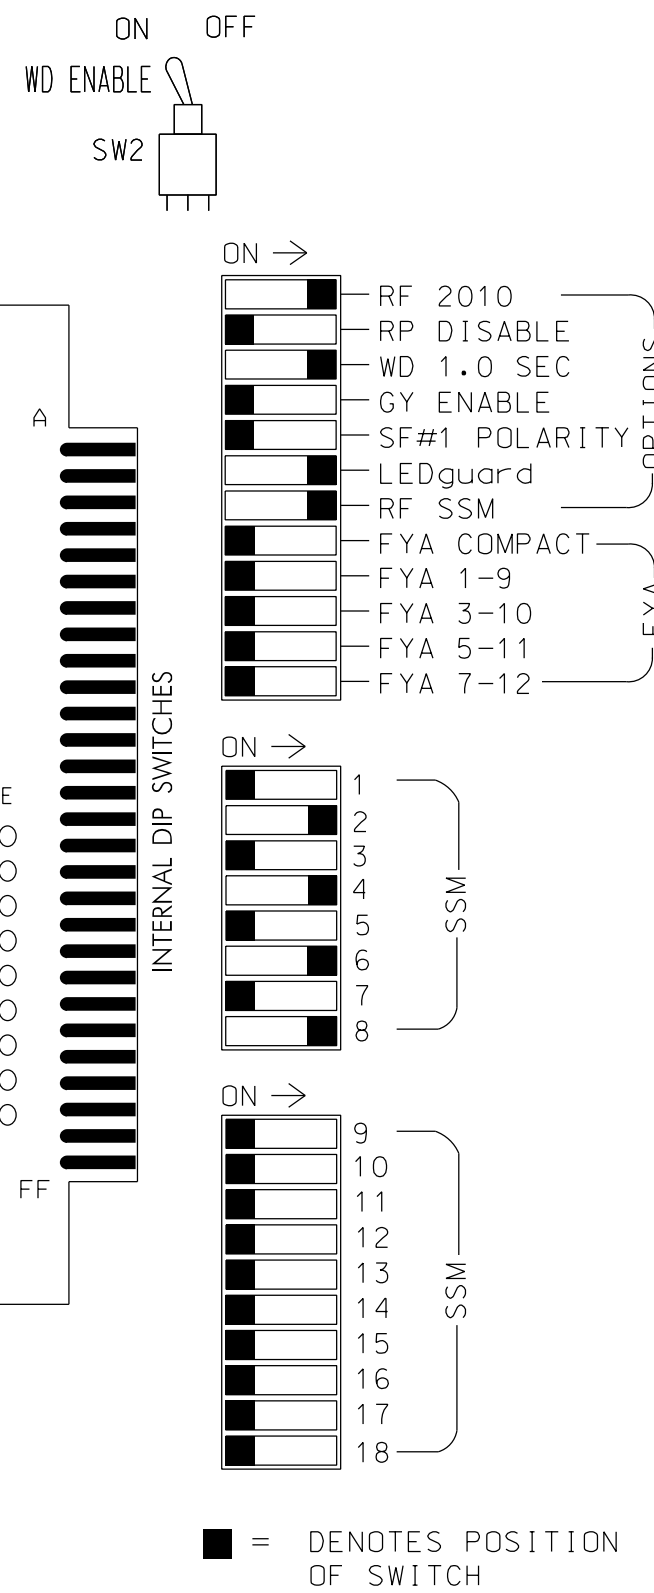 ON OFF
WD ENABLE
SW2
ON
RF 2010
RP DISABLE
WD 1.0 SEC
GY ENABLE
SF#1 POLARITY
LEDguard
RF SSM
OPTIONS
FYA COMPACT
FYA 1-9
FYA 3-10
FYA 5-11
FYA 7-12
FYA
A
E
FF
INTERNAL DIP SWITCHES
ON
1
2
3
4
5
6
7
8
SSM
ON
9
10
11
12
13
14
15
16
17
18
SSM
= DENOTES POSITION
OF SWITCH